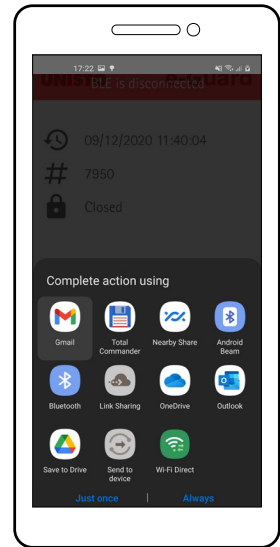 17:22
BLE is disconnected
09/12/2020 11:40:04
# 7950
Closed
Complete action using
Gmail
Total Commander
Nearby Share
Android Beam
Bluetooth
Link Sharing
OneDrive
Outlook
Save to Drive
Send to device
Wi-Fi Direct
Just once | Always